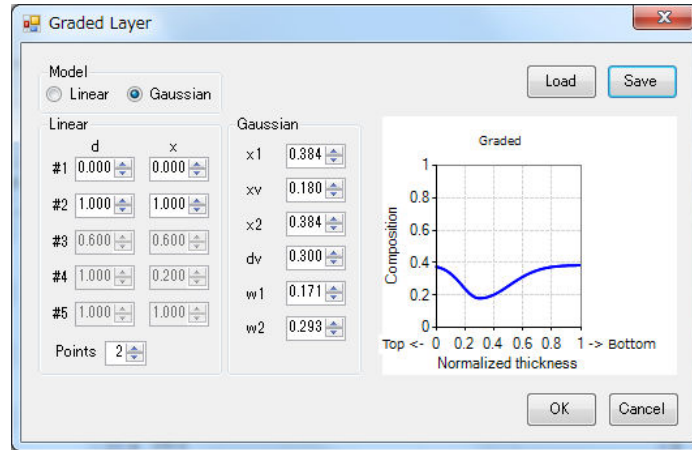 Graded Layer
Model
Linear Gaussian
Load Save
Linear
d x
#1 0.000 0.000
#2 1.000 1.000
#3 0.600 0.600
#4 1.000 0.200
#5 1.000 1.000
Points 2
Gaussian
x1 0.384
xv 0.180
x2 0.384
dv 0.300
w1 0.171
w2 0.293
Graded
Composition
1
0.8
0.6
0.4
0.2
0
Top <- 0 0.2 0.4 0.6 0.8 1 -> Bottom
Normalized thickness
OK Cancel